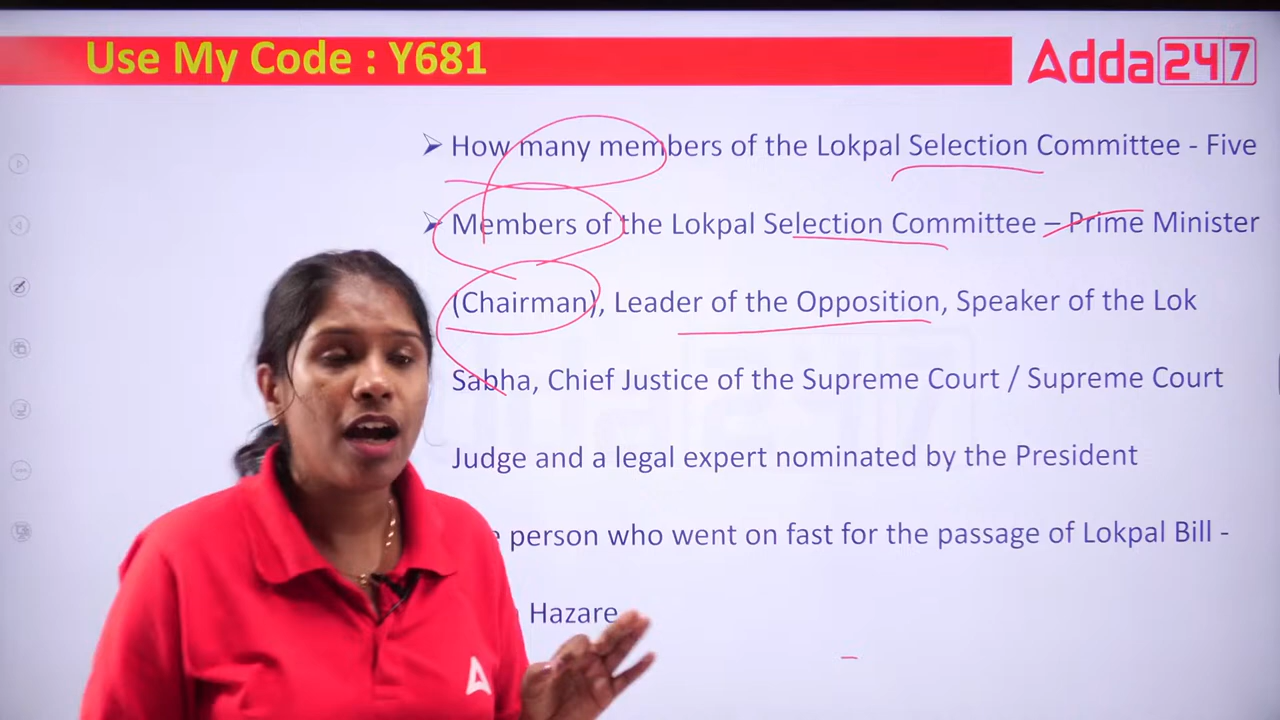 Use My Code : Y681
Adda247
➢ How many members of the Lokpal Selection Committee - Five
➢ Members of the Lokpal Selection Committee – Prime Minister
(Chairman), Leader of the Opposition, Speaker of the Lok
Sabha, Chief Justice of the Supreme Court / Supreme Court
Judge and a legal expert nominated by the President
person who went on fast for the passage of Lokpal Bill -
Hazare